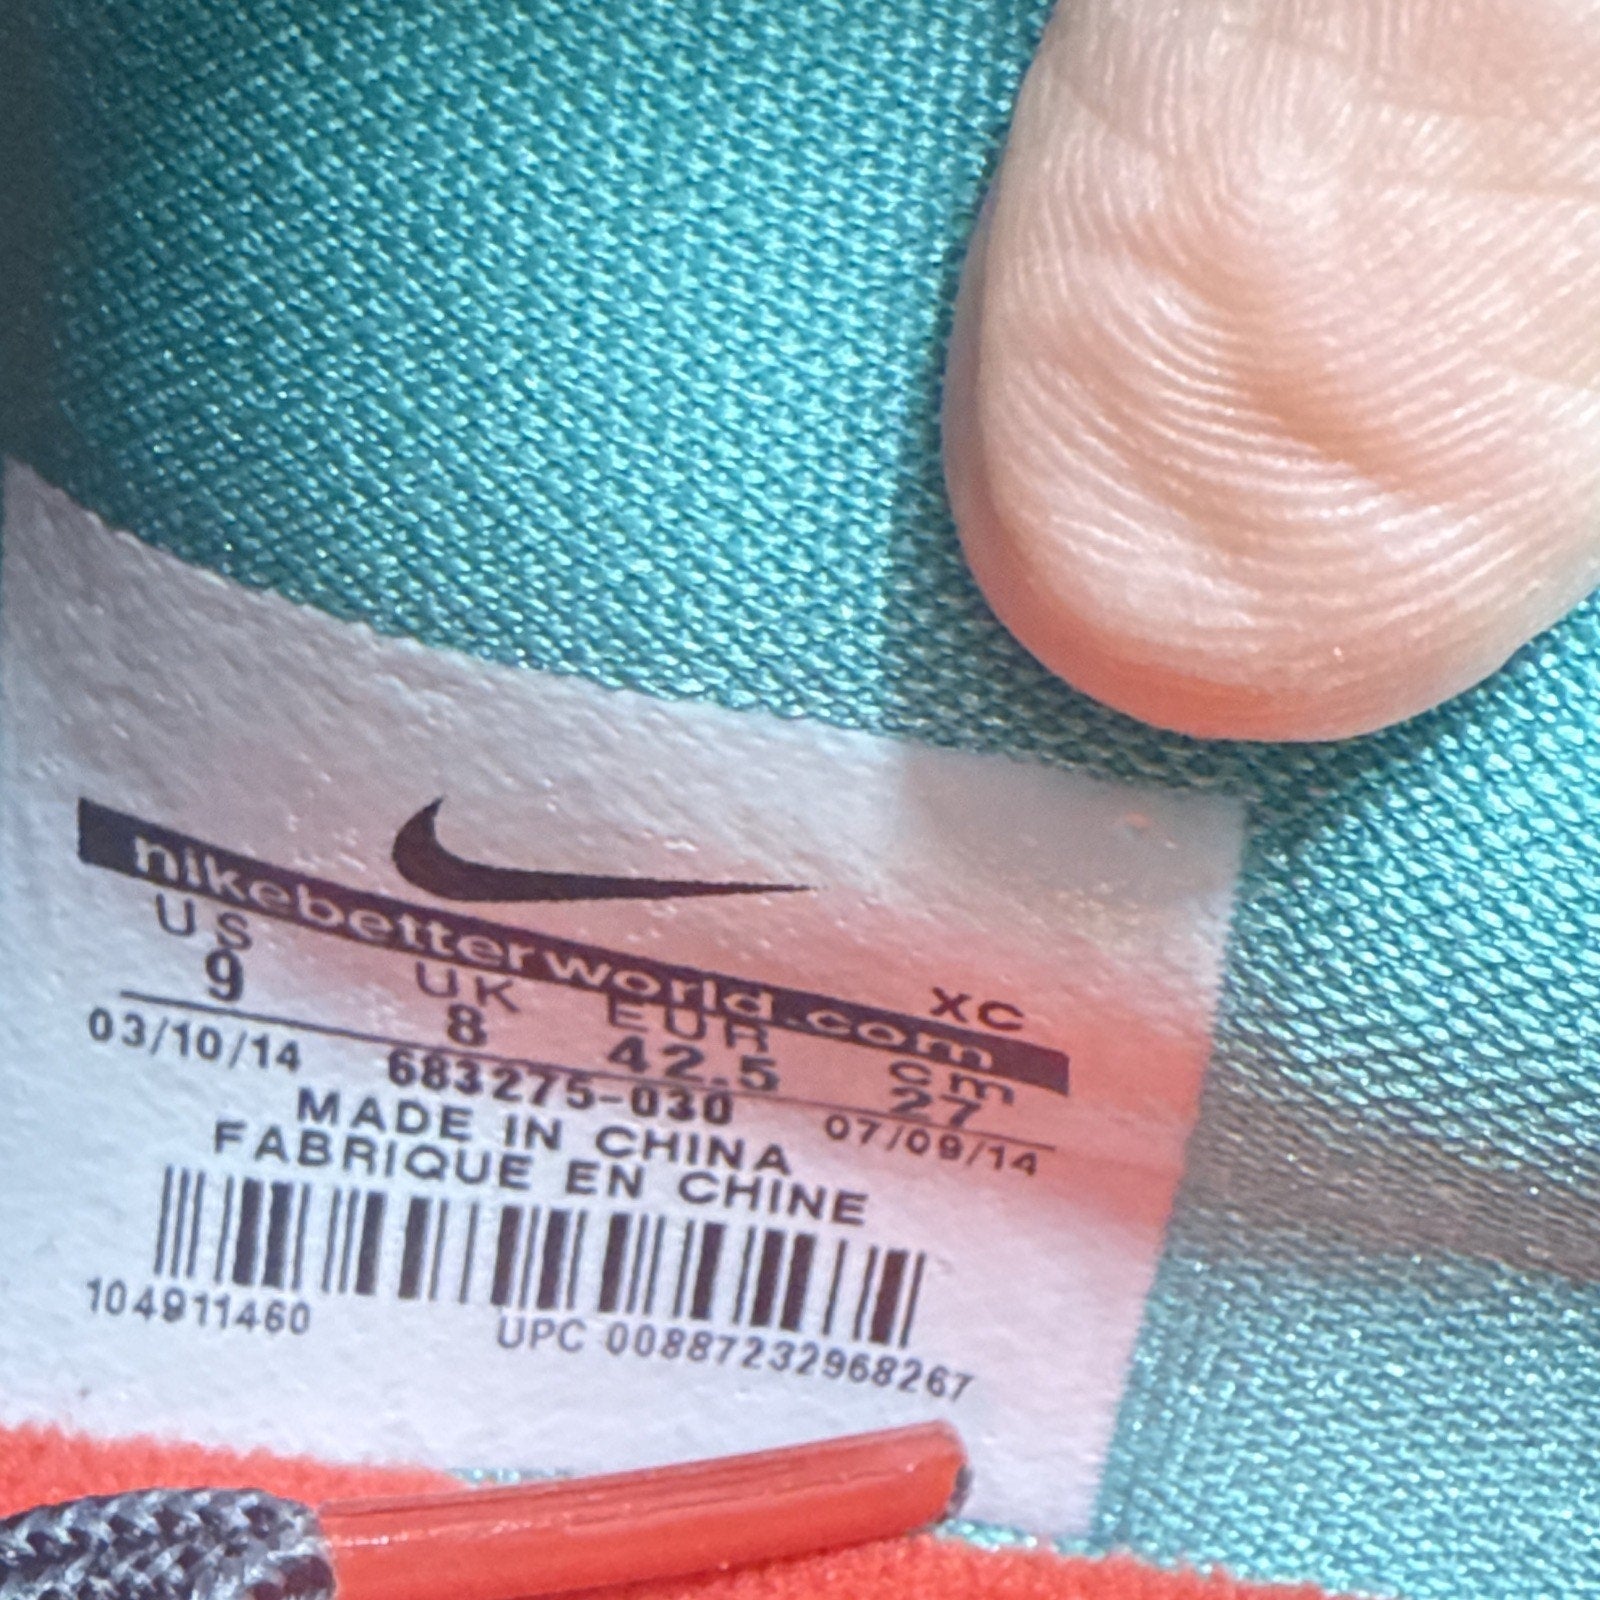 nikebetterworld.com
XC
US UK EUR cm
9 8 42.5 27
03/10/14 683275-030 07/09/14
MADE IN CHINA
FABRIQUE EN CHINE
104911460 UPC 00887232968267